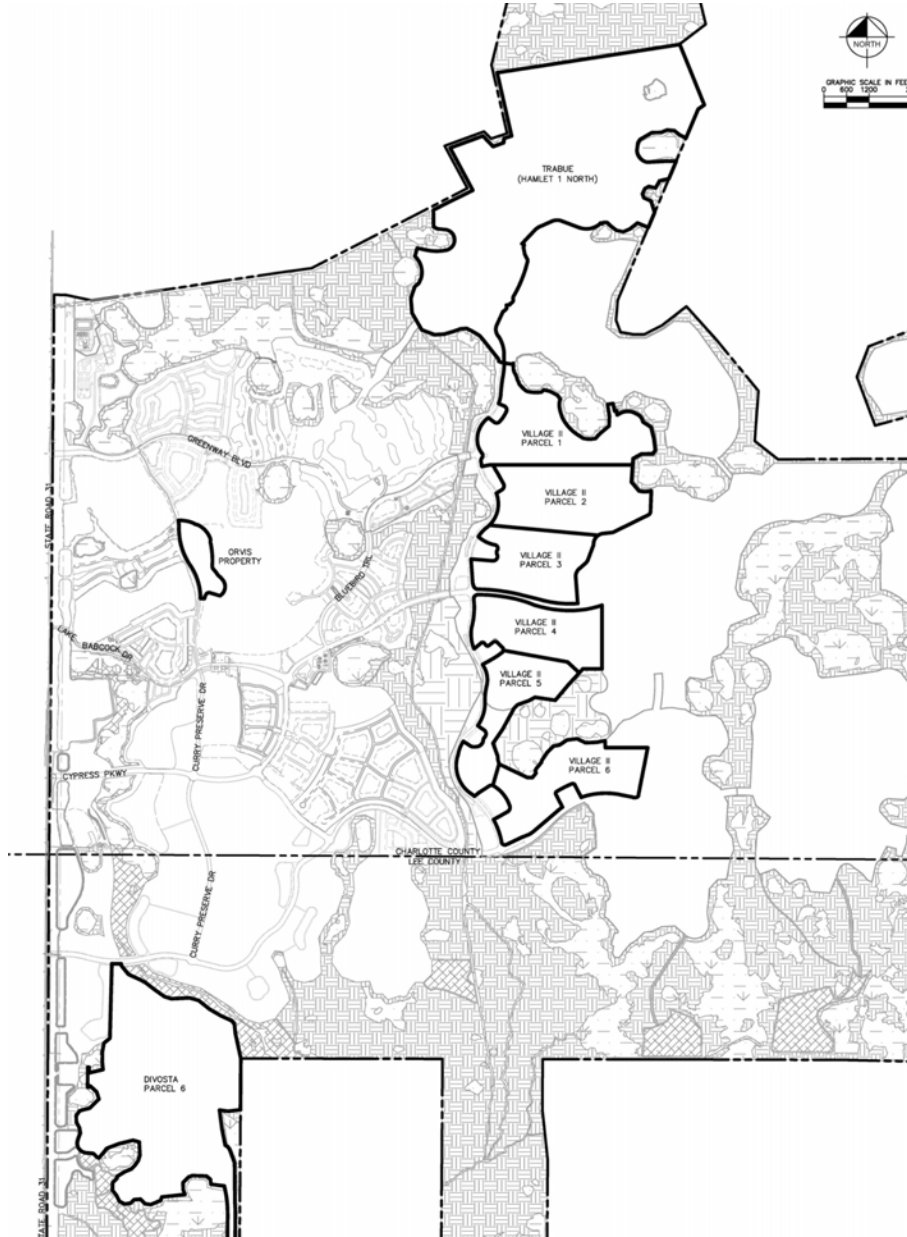 NORTH
GRAPHIC SCALE IN FEE
0 600 1200
TRABUE
(HAMLET 1 NORTH)
VILLAGE II
PARCEL 1
GREENWAY BLVD
VILLAGE II
PARCEL 2
STATE ROAD 31
ORVIS
PROPERTY
VILLAGE II
PARCEL 3
BLUEBIRD TRL
VILLAGE II
PARCEL 4
LAKE BABCOCK DR
VILLAGE II
PARCEL 5
CURRY PRESERVE DR
CYPRESS PKWY
VILLAGE II
PARCEL 6
CHARLOTTE COUNTY
LEE COUNTY
CURRY PRESERVE DR
DIVOSTA
PARCEL 6
STATE ROAD 31